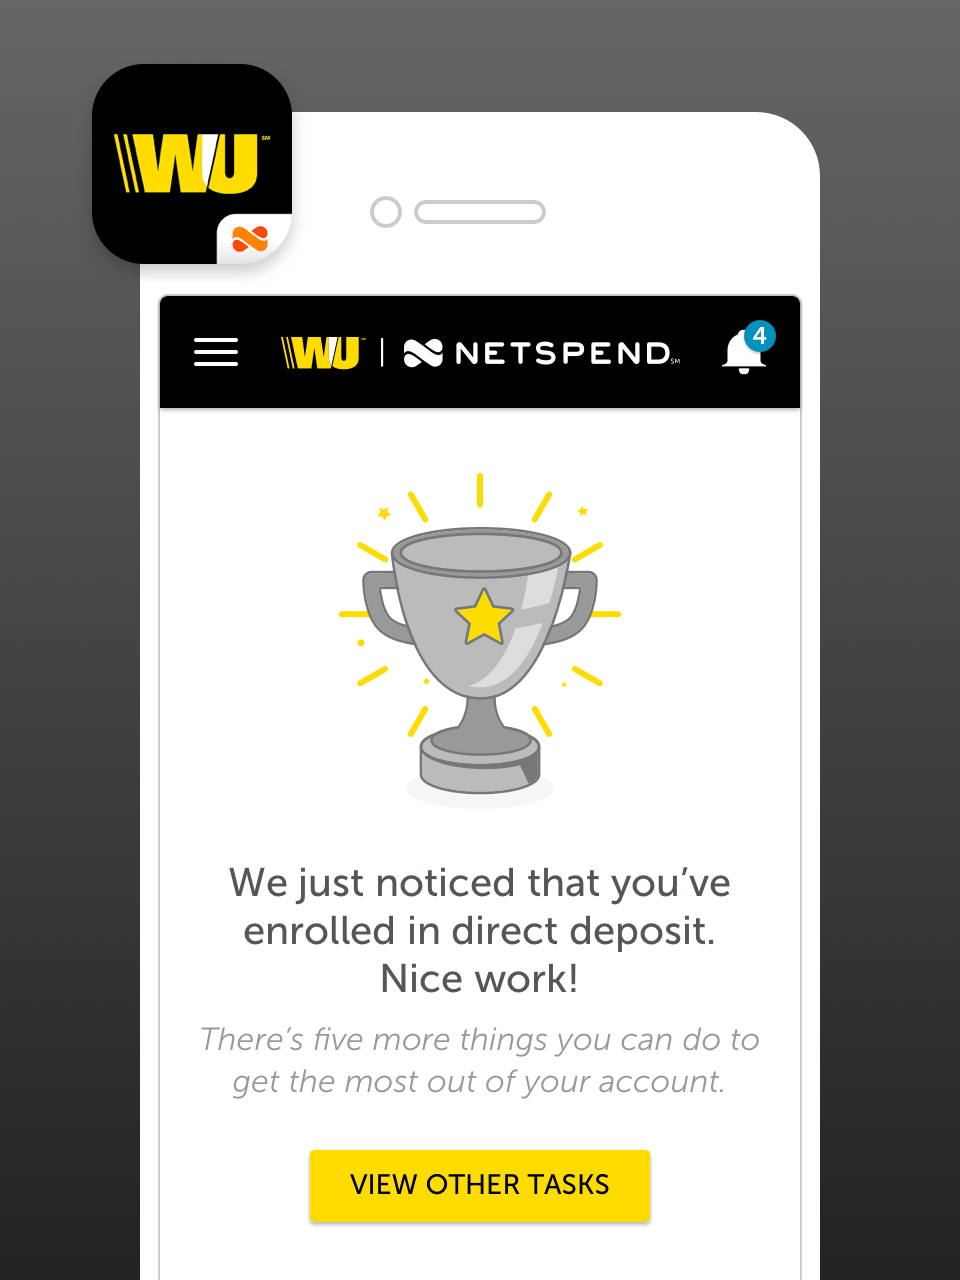 WU SM
WU | NETSPEND SM
4
We just noticed that you’ve
enrolled in direct deposit.
Nice work!
There’s five more things you can do to
get the most out of your account.
VIEW OTHER TASKS